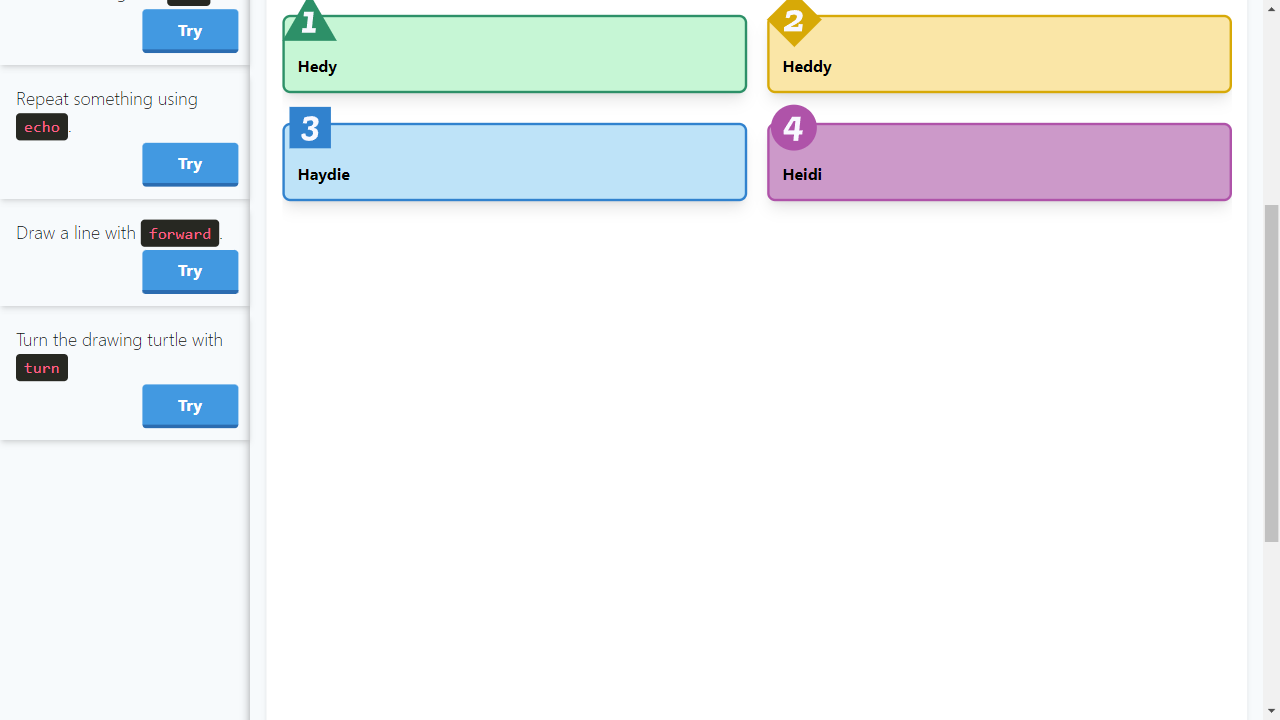 Try
Repeat something using
echo.
Try
Draw a line with forward.
Try
Turn the drawing turtle with
turn
Try
1
Hedy
2
Heddy
3
Haydie
4
Heidi